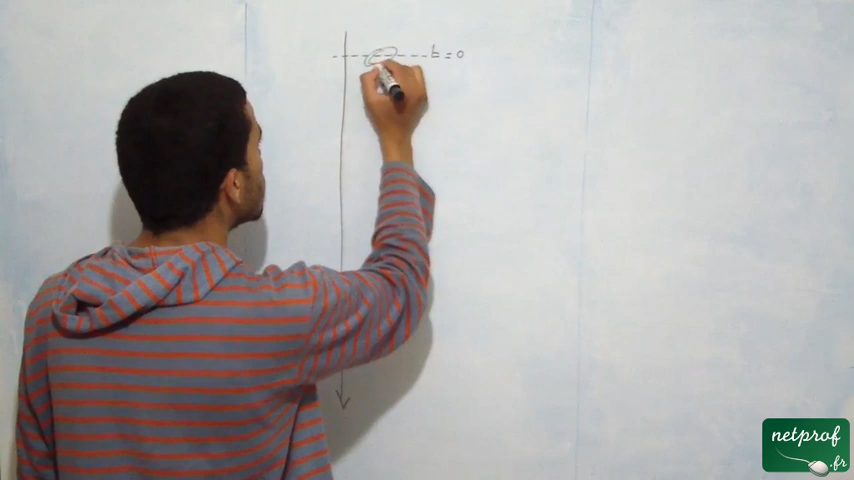 t = 0
netprof
.fr